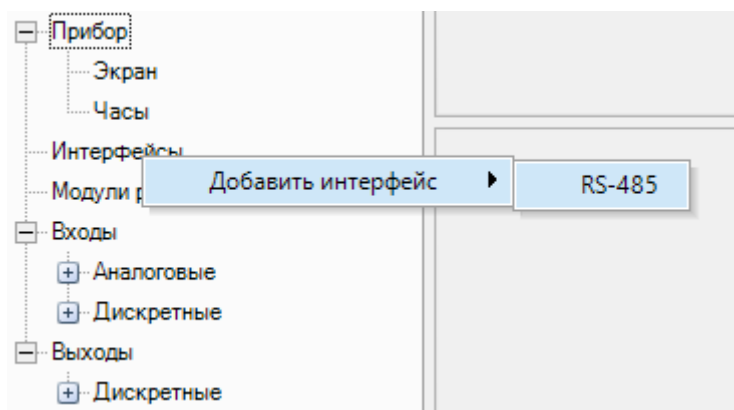 Прибор
Экран
Часы
Интерфейсы
Добавить интерфейс RS-485
Модули
Входы
Аналоговые
Дискретные
Выходы
Дискретные